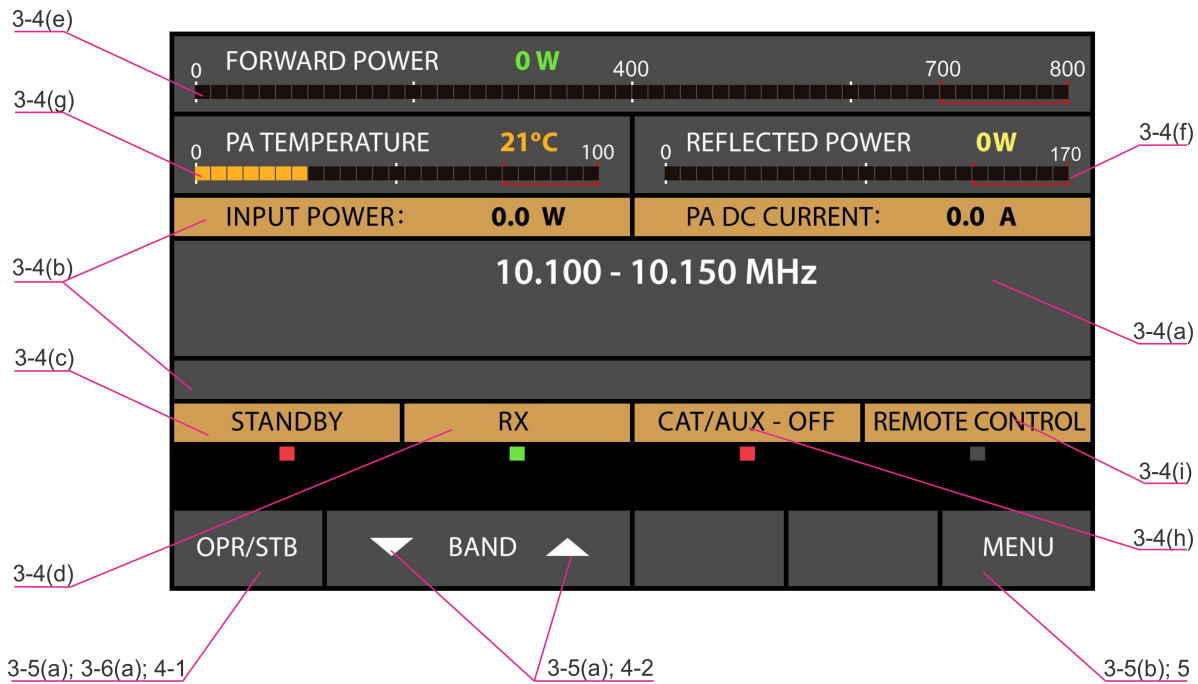 3-4(e)
FORWARD POWER 0 W
0 400 700 800
3-4(g)
PA TEMPERATURE 21°C
0 100
REFLECTED POWER 0W
0 170
3-4(f)
INPUT POWER: 0.0 W
PA DC CURRENT: 0.0 A
3-4(b)
10.100 - 10.150 MHz
3-4(a)
3-4(c)
STANDBY
RX
CAT/AUX - OFF
REMOTE CONTROL
3-4(i)
OPR/STB
BAND
MENU
3-4(h)
3-4(d)
3-5(a); 3-6(a); 4-1
3-5(a); 4-2
3-5(b); 5